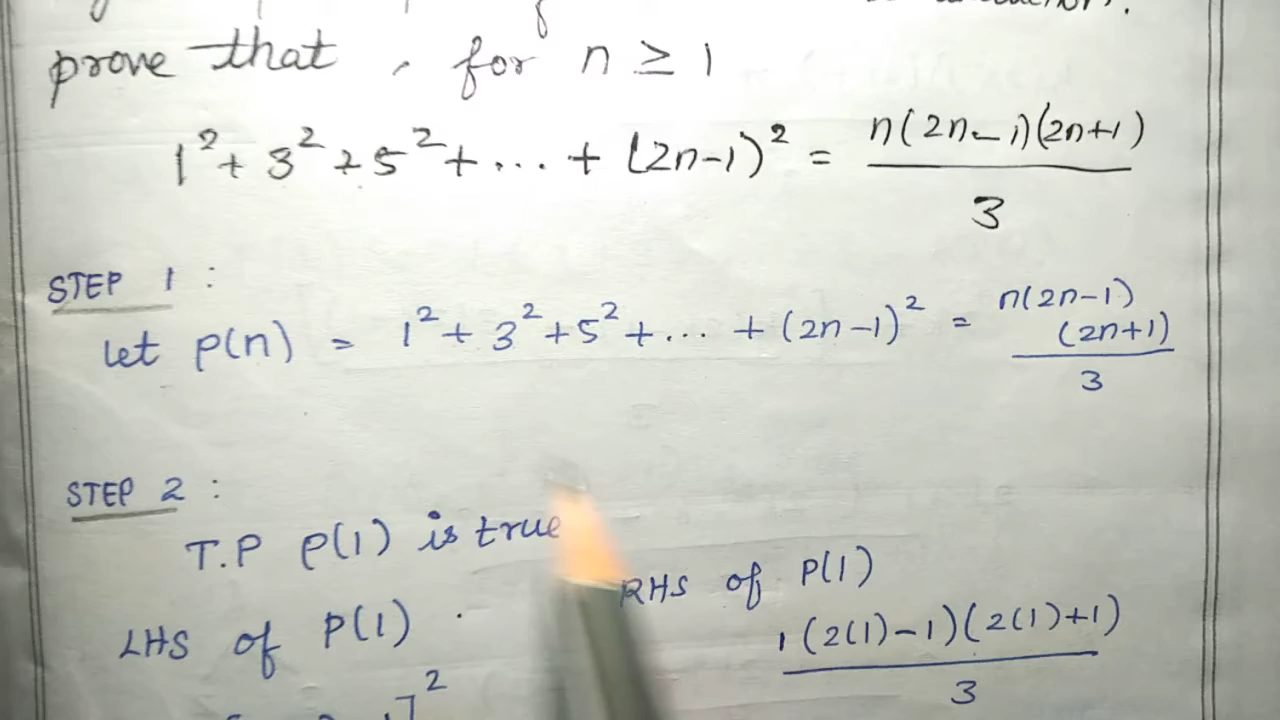 prove that , for n ≥ 1
1² + 3² + 5² + ... + (2n-1)² = n(2n-1)(2n+1)
3
STEP 1 :
Let p(n) = 1² + 3² + 5² + ... + (2n-1)² = n(2n-1)
(2n+1)
3
STEP 2 :
T.P P(1) is true
LHS of P(1)
RHS of P(1)
1(2(1)-1)(2(1)+1)
3